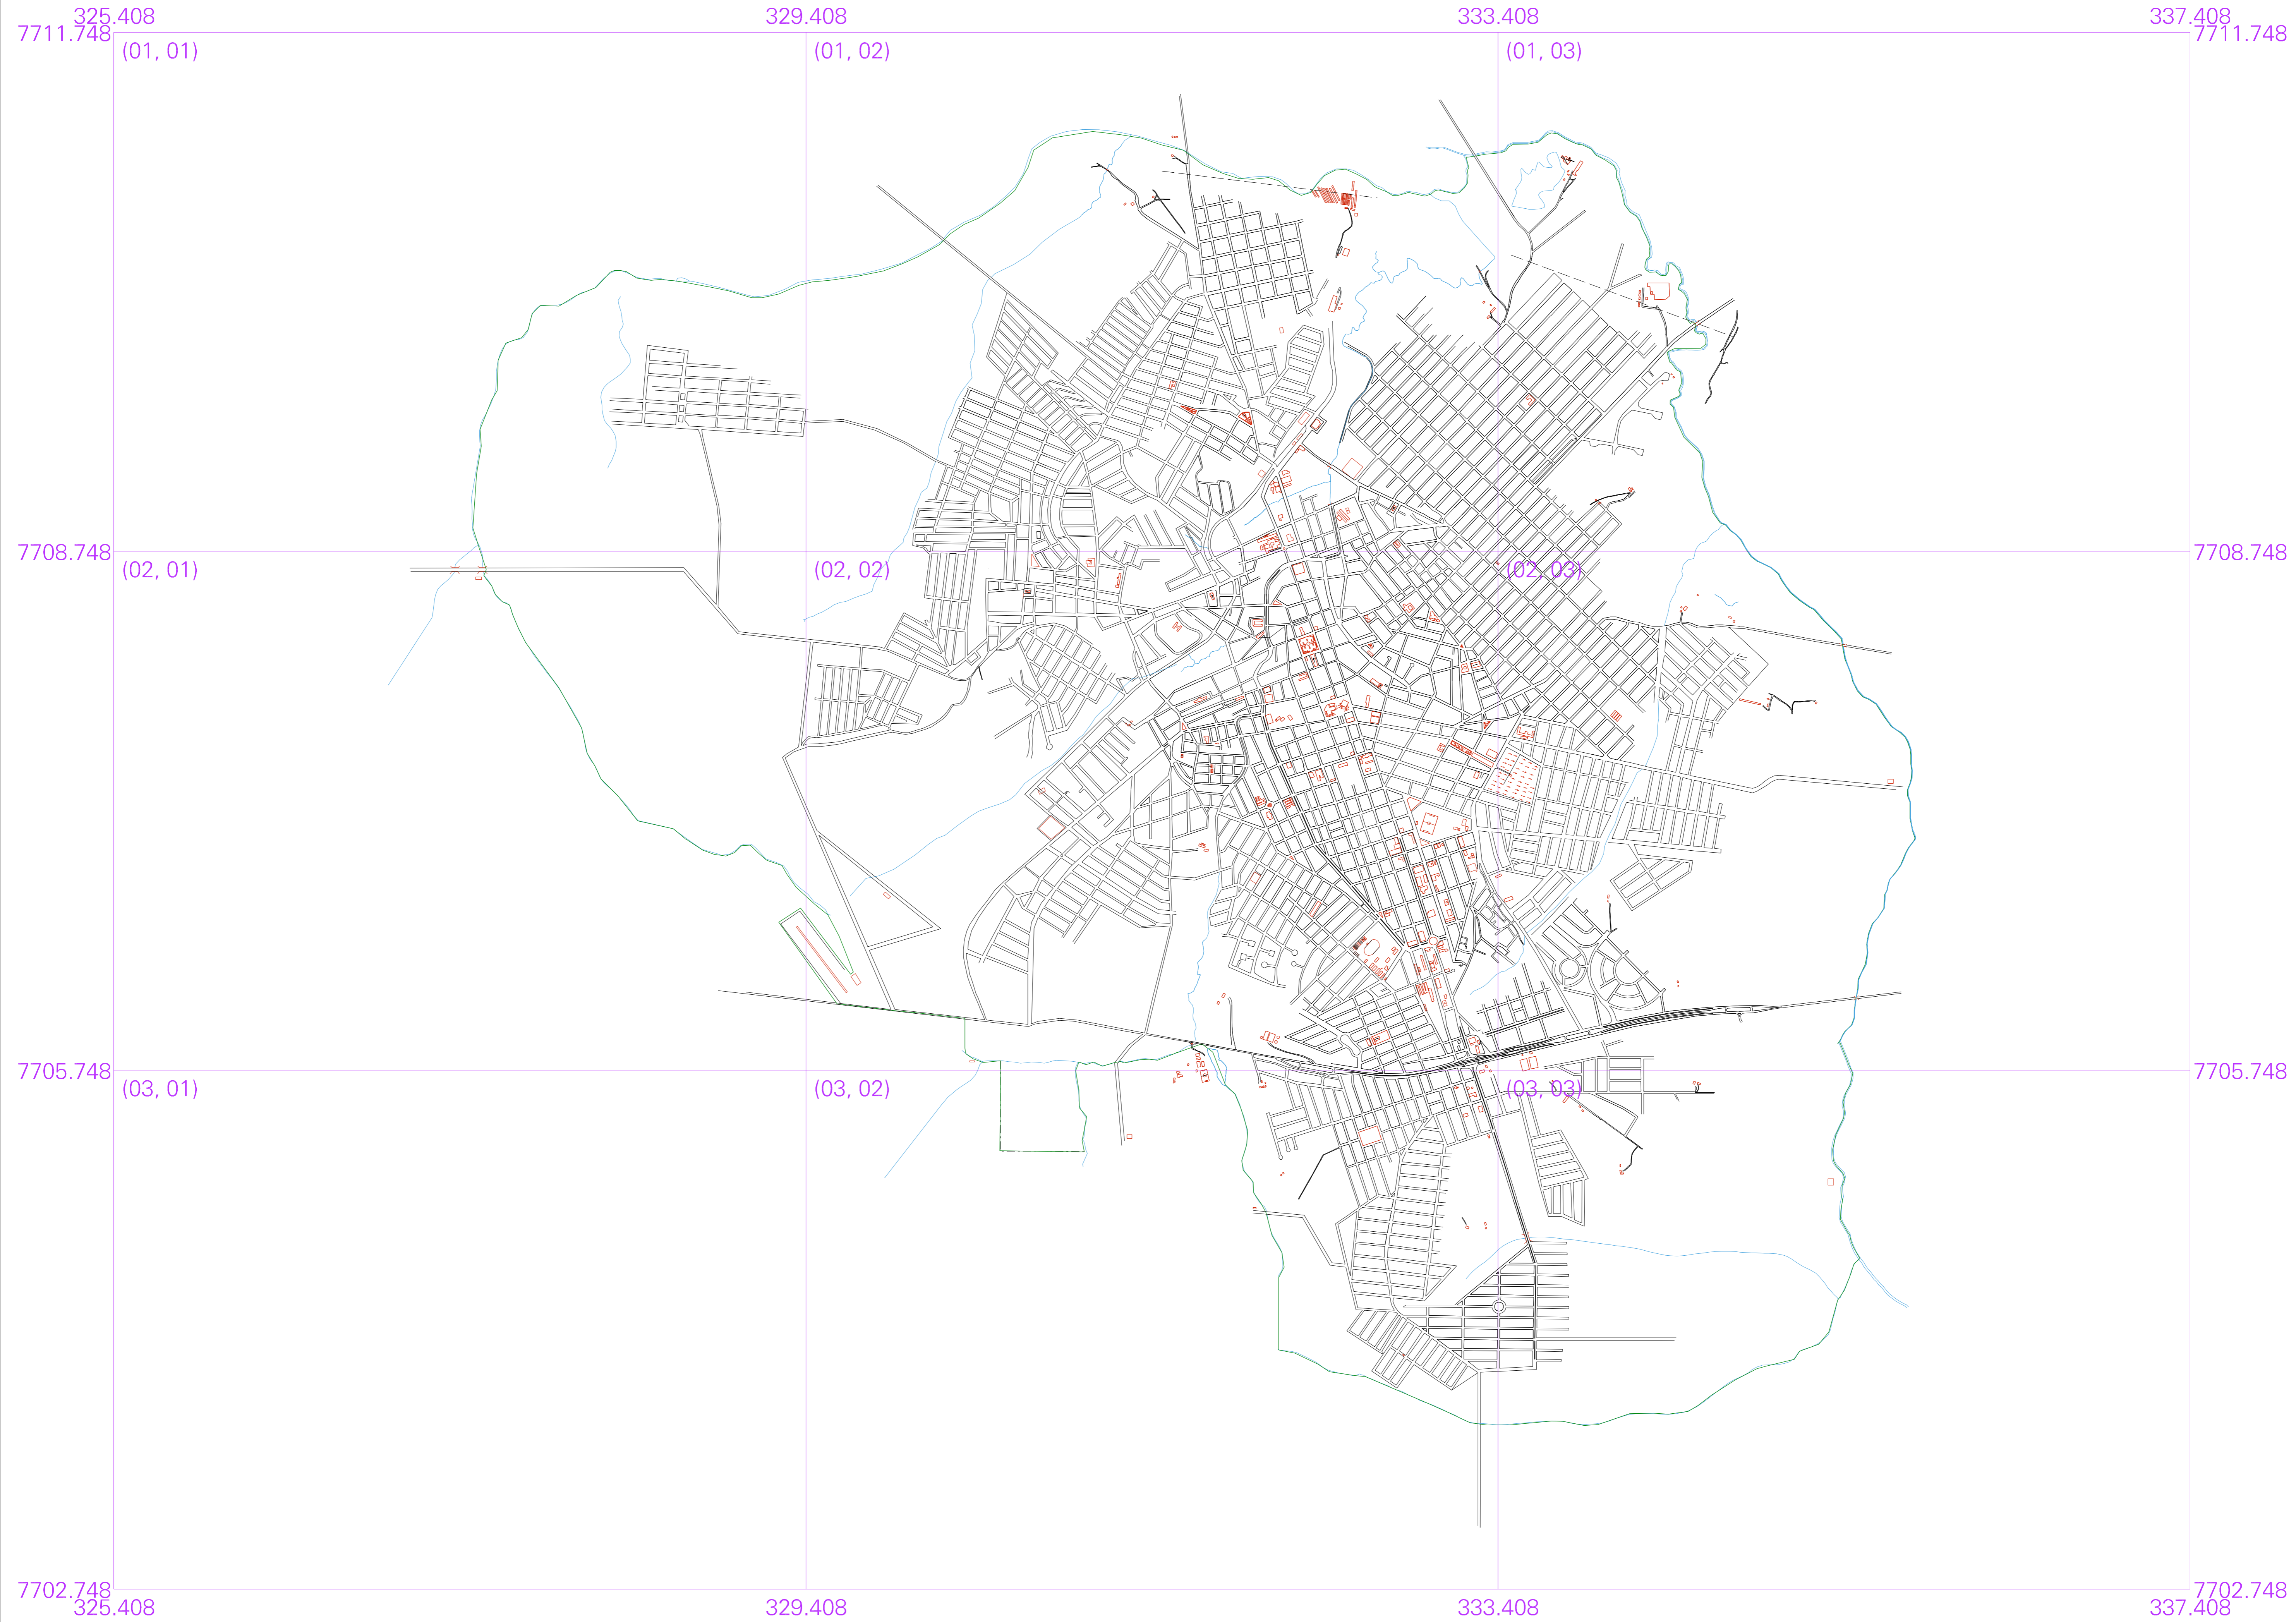 325.408 329.408 333.408 337.408
7711.748 7711.748
(01, 01) (01, 02) (01, 03)
7708.748 7708.748
(02, 01) (02, 02) (02, 03)
7705.748 7705.748
(03, 01) (03, 02) (03, 03)
7702.748 7702.748
325.408 329.408 333.408 337.408